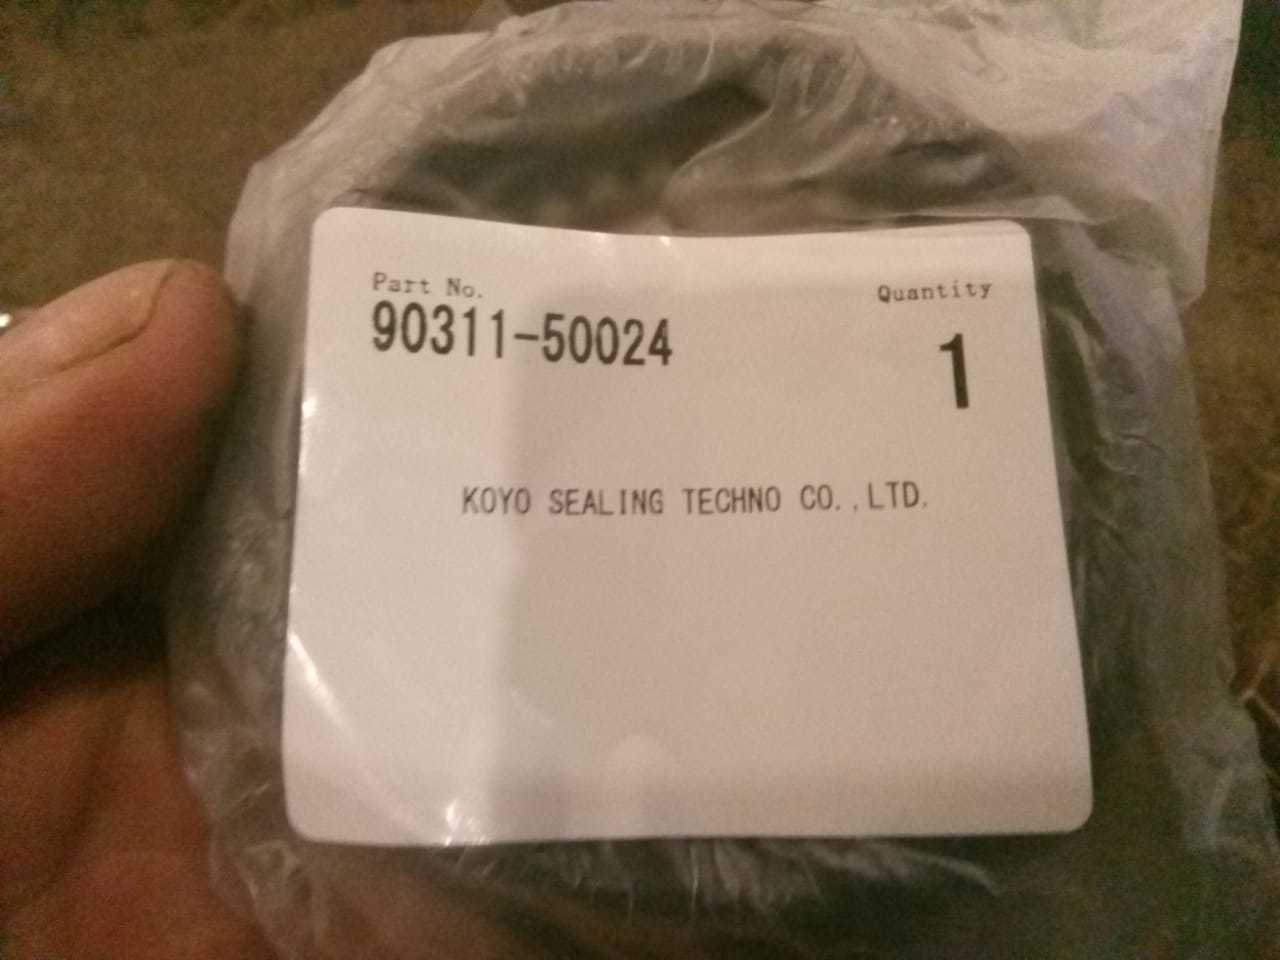 Part No.
90311-50024
Quantity
1
KOYO SEALING TECHNO CO.,LTD.